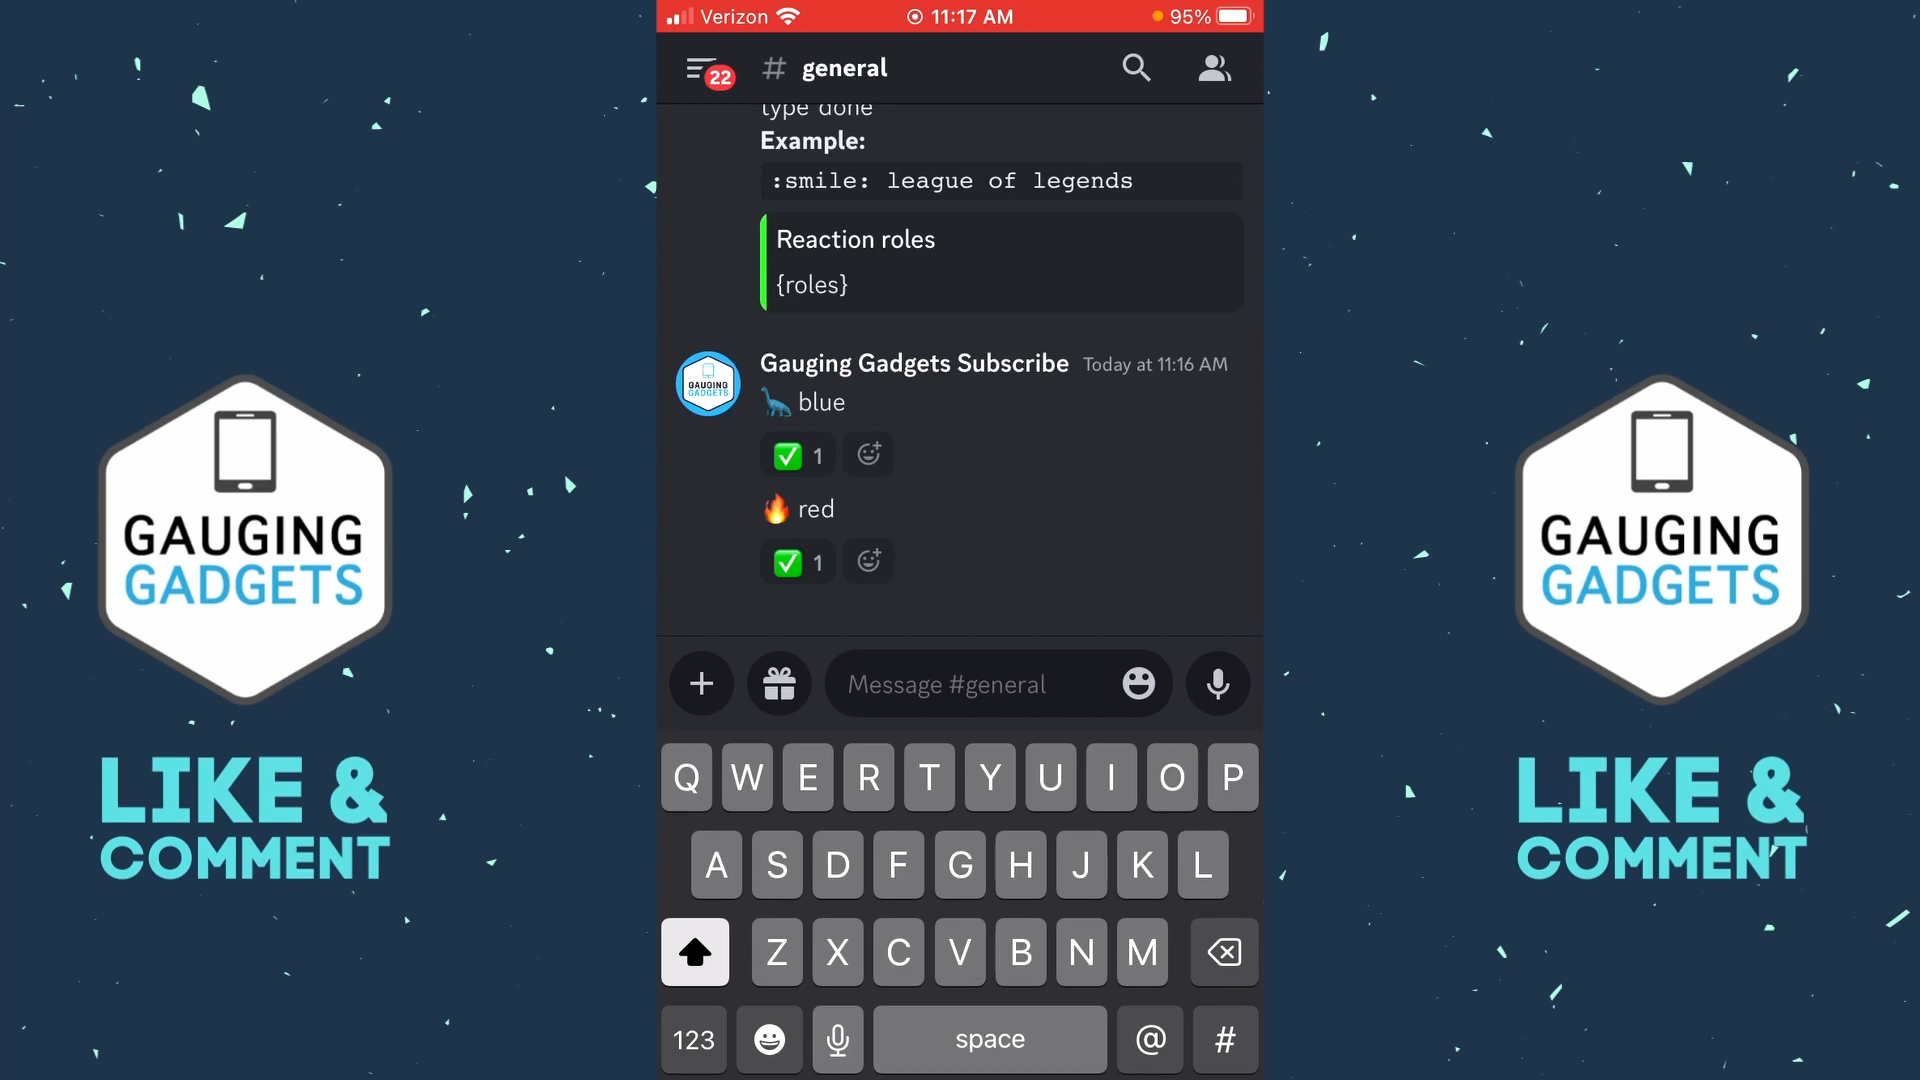 Verizon 11:17 AM 95%
22 # general
type done
Example:
:smile: league of legends
Reaction roles
{roles}
Gauging Gadgets Subscribe Today at 11:16 AM
GAUGING GADGETS
🦕 blue
✅ 1
🔥 red
✅ 1
Message #general
Q W E R T Y U I O P
A S D F G H J K L
Z X C V B N M
123 space @ #
GAUGING
GADGETS
LIKE &
COMMENT
GAUGING
GADGETS
LIKE &
COMMENT